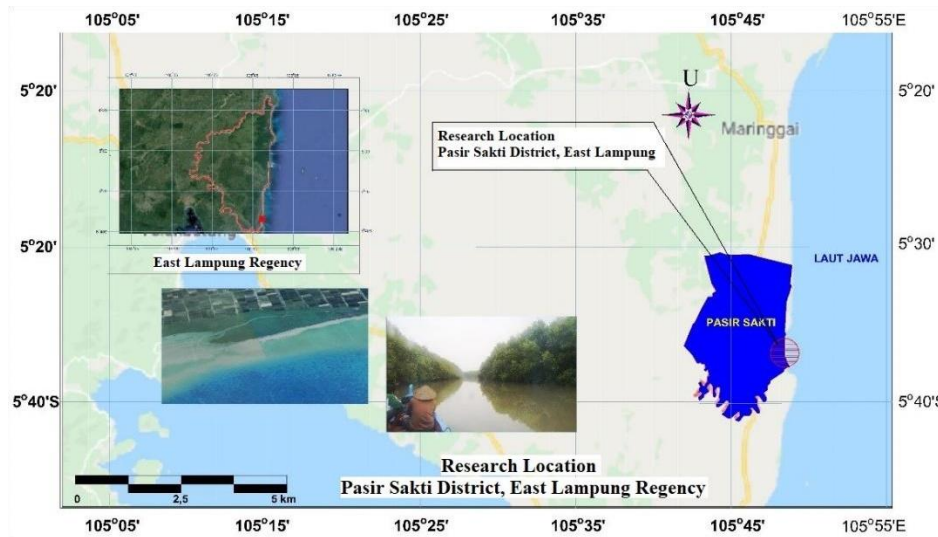 105°05' 105°15' 105°25' 105°35' 105°45' 105°55'E
5°20' 5°20'
U
Maringgai
Research Location
Pasir Sakti District, East Lampung
5°20' 5°30'
East Lampung Regency
LAUT JAWA
PASIR SAKTI
5°40'S 5°40'S
Research Location
Pasir Sakti District, East Lampung Regency
0 2,5 5 km
105°05' 105°15' 105°25' 105°35' 105°45' 105°55'E